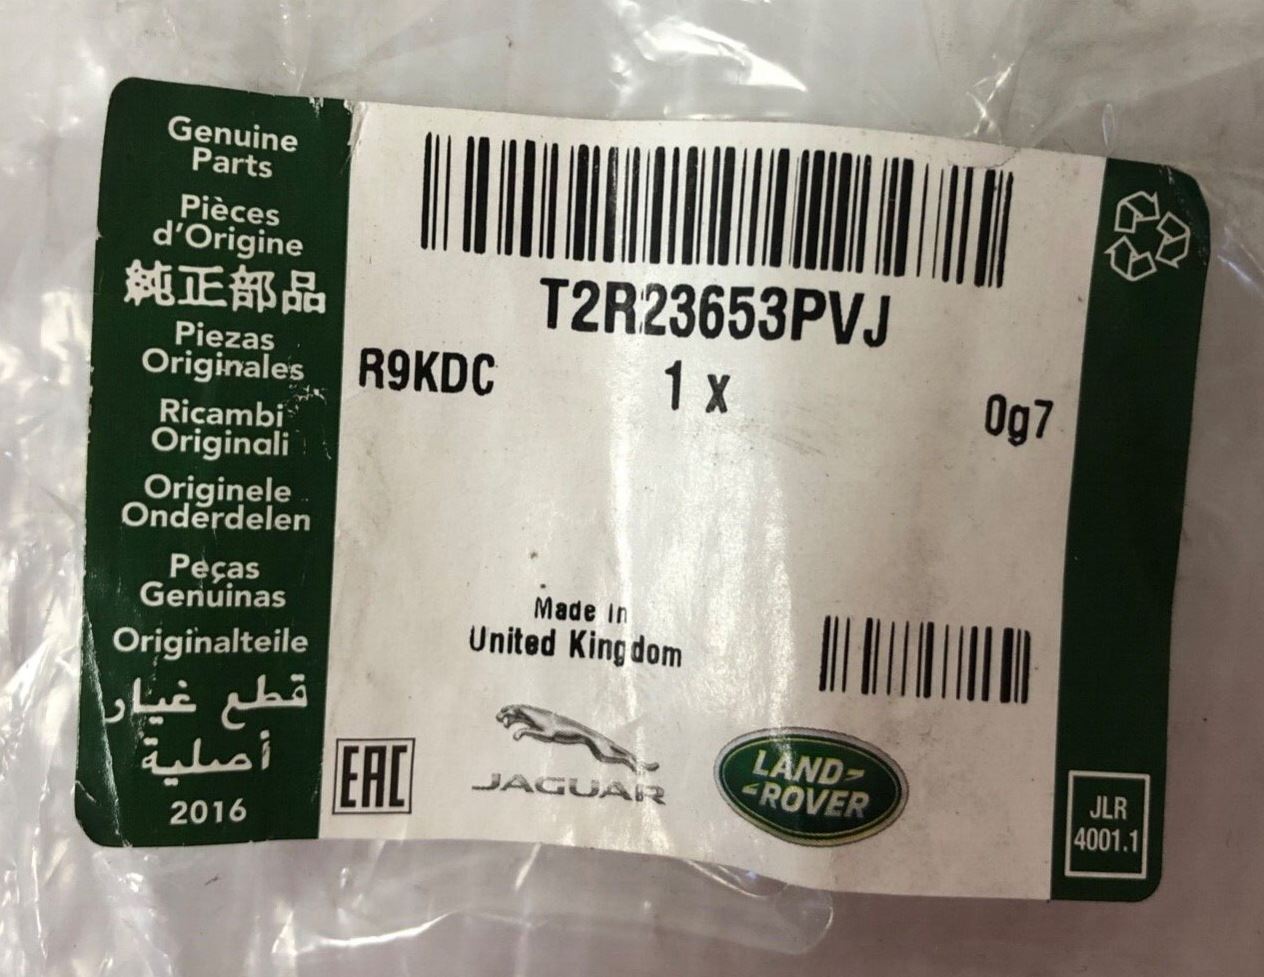 Genuine
Parts
Pièces
d'Origine
純正部品
Piezas
Originales
Ricambi
Originali
Originele
Onderdelen
Peças
Genuinas
Originalteile
قطع غيار
أصلية
2016
T2R23653PVJ
R9KDC 1 x 0g7
Made in
United Kingdom
EAC
JAGUAR
LAND-
-ROVER
JLR
4001.1